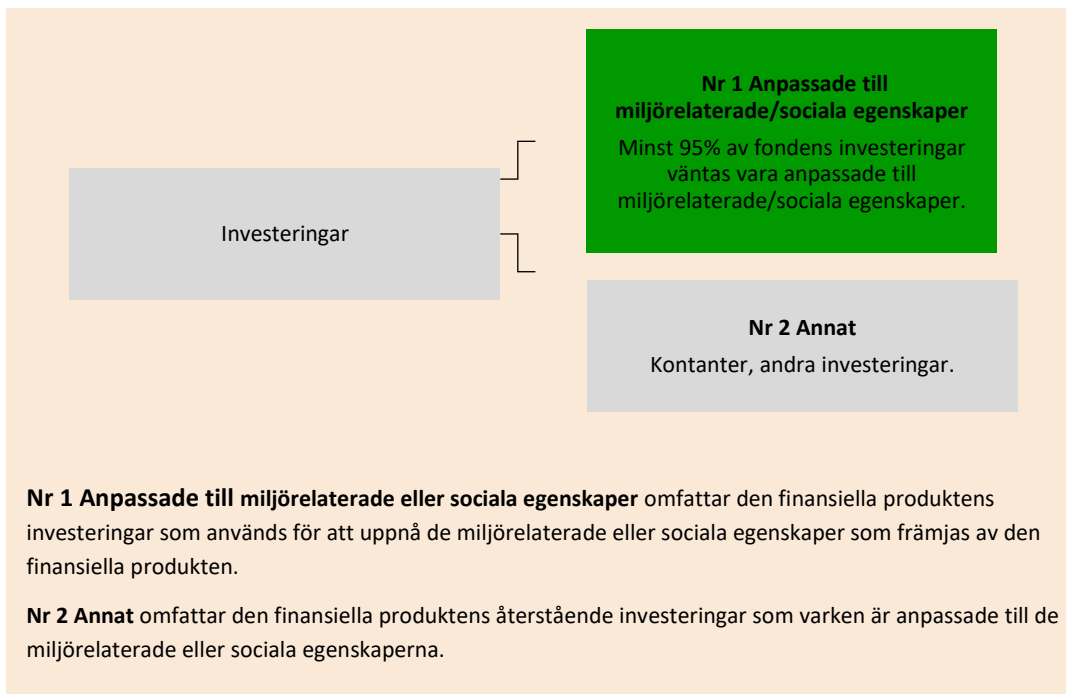 Nr 1 Anpassade till
miljörelaterade/sociala egenskaper
Minst 95% av fondens investeringar
väntas vara anpassade till
miljörelaterade/sociala egenskaper.
Investeringar
Nr 2 Annat
Kontanter, andra investeringar.
Nr 1 Anpassade till miljörelaterade eller sociala egenskaper omfattar den finansiella produktens
investeringar som används för att uppnå de miljörelaterade eller sociala egenskaper som främjas av den
finansiella produkten.
Nr 2 Annat omfattar den finansiella produktens återstående investeringar som varken är anpassade till de
miljörelaterade eller sociala egenskaperna.